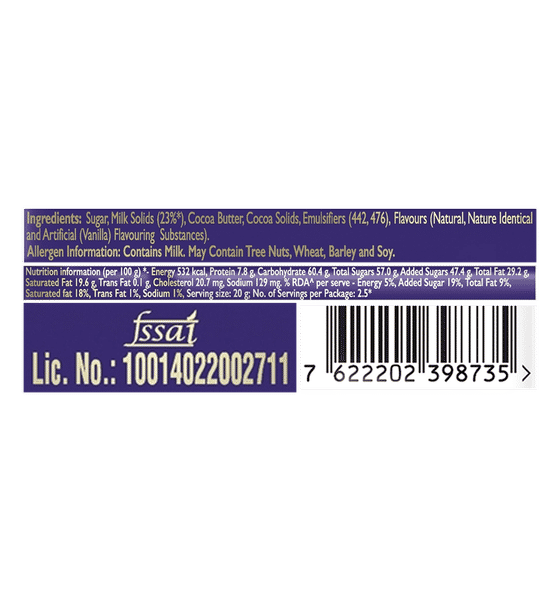 Ingredients: Sugar, Milk Solids (23%*), Cocoa Butter, Cocoa Solids, Emulsifiers (442, 476), Flavours (Natural, Nature Identical
and Artificial (Vanilla) Flavouring Substances).
Allergen Information: Contains Milk. May Contain Tree Nuts, Wheat, Barley and Soy.
Nutrition information (per 100 g) *- Energy 532 kcal, Protein 7.8 g, Carbohydrate 60.4 g, Total Sugars 57.0 g, Added Sugars 47.4 g, Total Fat 29.2 g,
Saturated Fat 19.6 g, Trans Fat 0.1 g, Cholesterol 20.7 mg, Sodium 129 mg. % RDA^ per serve - Energy 5%, Added Sugar 19%, Total Fat 9%,
Saturated fat 18%, Trans Fat 1%, Sodium 1%, Serving size: 20 g; No. of Servings per Package: 2.5*
fssai
Lic. No.: 10014022002711
7 622202 398735 >